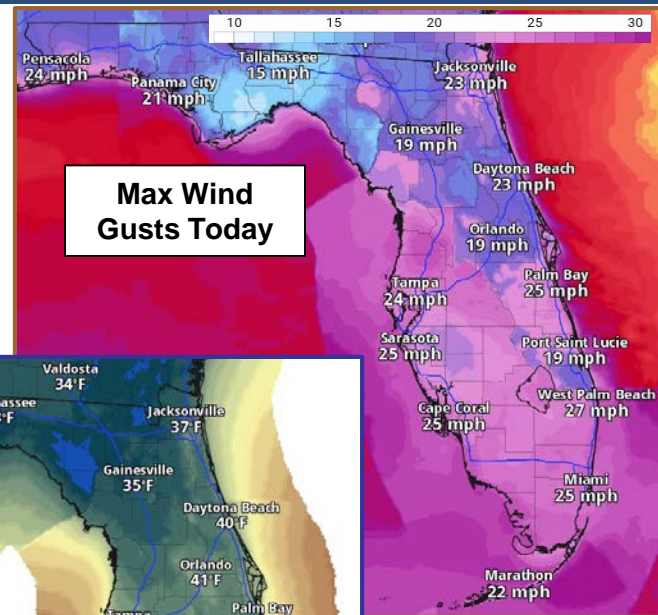 10 15 20 25 30
Pensacola
24 mph
Panama City
21 mph
Tallahassee
15 mph
Jacksonville
23 mph
Gainesville
19 mph
Daytona Beach
23 mph
Max Wind
Gusts Today
Orlando
19 mph
Tampa
24 mph
Palm Bay
25 mph
Sarasota
25 mph
Port Saint Lucie
19 mph
Cape Coral
25 mph
West Palm Beach
27 mph
Miami
25 mph
Marathon
22 mph
Valdosta
34°F
assee
°F
Jacksonville
37°F
Gainesville
35°F
Daytona Beach
40°F
Orlando
41°F
Tampa
Palm Bay